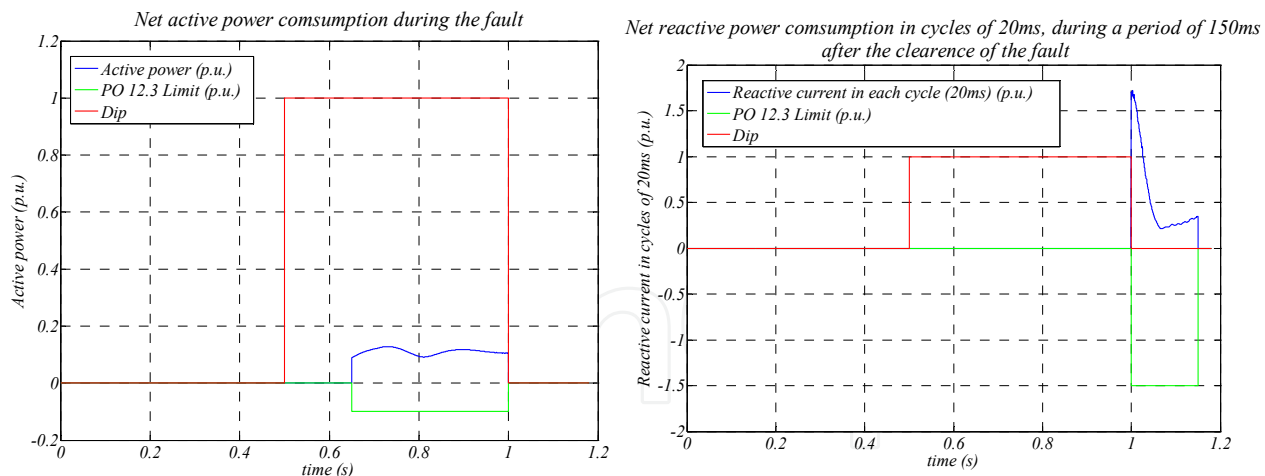 Net active power comsumption during the fault
1.2
1
0.8
0.6
0.4
0.2
0
-0.2
Active power (p.u.)
Active power (p.u.)
PO 12.3 Limit (p.u.)
Dip
0
0.2
0.4
0.6
0.8
1
1.2
time (s)
Net reactive power comsumption in cycles of 20ms, during a period of 150ms
after the clearence of the fault
2
1.5
1
0.5
0
-0.5
-1
-1.5
-2
Reactive current in cycles of 20ms (p.u.)
Reactive current in each cycle (20ms) (p.u.)
PO 12.3 Limit (p.u.)
Dip
0
0.2
0.4
0.6
0.8
1
1.2
time (s)